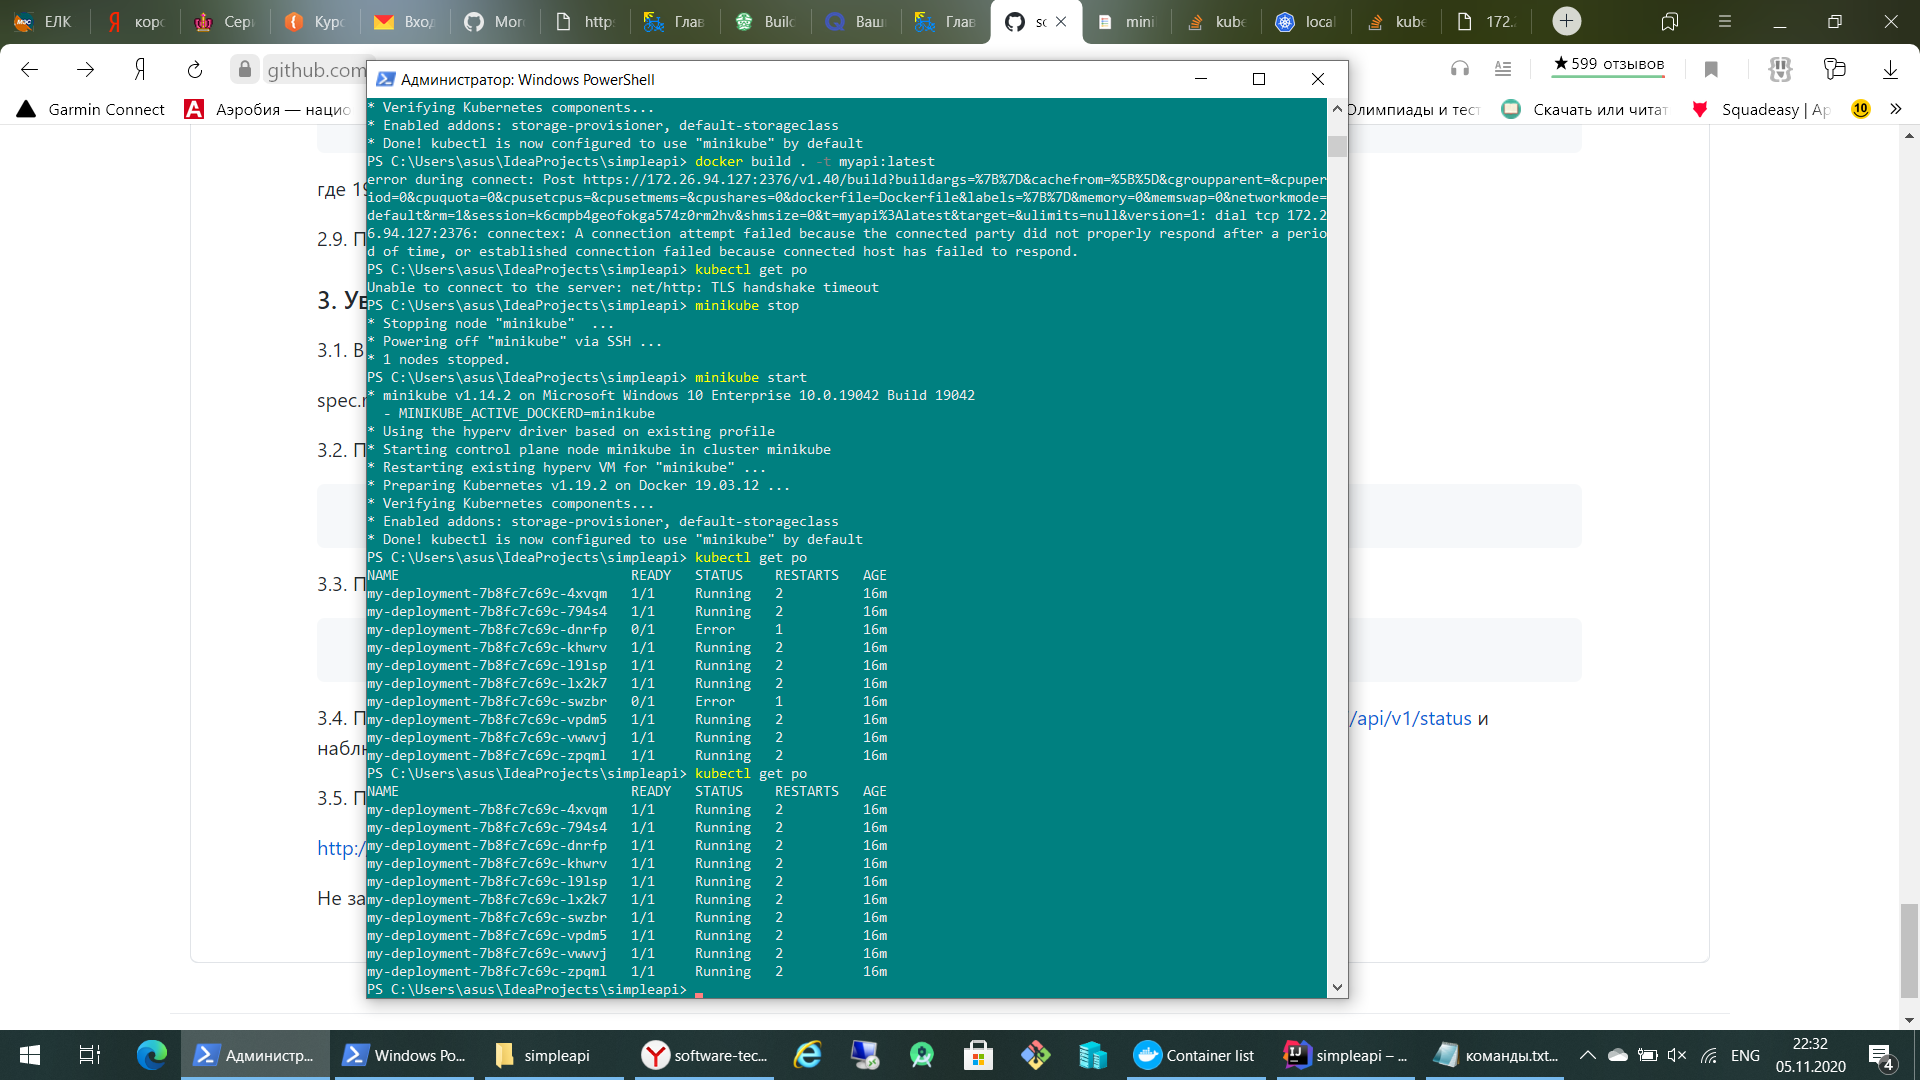 ЕЛК
кор
Сери
Курс
Вход
Mor
http
Глав
Build
Ваш
Глав
sc
mini
kube
local
kube
172.
github.com
★599 отзывов
Garmin Connect
Аэробия — нацио
Олимпиады и тест
Скачать или читат
Squadeasy | Ap
10
Администратор: Windows PowerShell
* Verifying Kubernetes components...
* Enabled addons: storage-provisioner, default-storageclass
* Done! kubectl is now configured to use "minikube" by default
PS C:\Users\asus\IdeaProjects\simpleapi> docker build . -t myapi:latest
error during connect: Post https://172.26.94.127:2376/v1.40/build?buildargs=%7B%7D&cachefrom=%5B%5D&cgroupparent=&cpuper
iod=0&cpuquota=0&cpusetcpus=&cpusetmems=&cpushares=0&dockerfile=Dockerfile&labels=%7B%7D&memory=0&memswap=0&networkmode=
default&rm=1&session=k6cmpb4geofokga574z0rm2hv&shmsize=0&t=myapi%3Alatest&target=&ulimits=null&version=1: dial tcp 172.2
6.94.127:2376: connectex: A connection attempt failed because the connected party did not properly respond after a perio
d of time, or established connection failed because connected host has failed to respond.
PS C:\Users\asus\IdeaProjects\simpleapi> kubectl get po
Unable to connect to the server: net/http: TLS handshake timeout
PS C:\Users\asus\IdeaProjects\simpleapi> minikube stop
* Stopping node "minikube"  ...
* Powering off "minikube" via SSH ...
* 1 nodes stopped.
PS C:\Users\asus\IdeaProjects\simpleapi> minikube start
* minikube v1.14.2 on Microsoft Windows 10 Enterprise 10.0.19042 Build 19042
- MINIKUBE_ACTIVE_DOCKERD=minikube
* Using the hyperv driver based on existing profile
* Starting control plane node minikube in cluster minikube
* Restarting existing hyperv VM for "minikube" ...
* Preparing Kubernetes v1.19.2 on Docker 19.03.12 ...
* Verifying Kubernetes components...
* Enabled addons: storage-provisioner, default-storageclass
* Done! kubectl is now configured to use "minikube" by default
PS C:\Users\asus\IdeaProjects\simpleapi> kubectl get po
NAME READY STATUS RESTARTS AGE
my-deployment-7b8fc7c69c-4xvqm 1/1 Running 2 16m
my-deployment-7b8fc7c69c-794s4 1/1 Running 2 16m
my-deployment-7b8fc7c69c-dnrfp 0/1 Error 1 16m
my-deployment-7b8fc7c69c-khwrv 1/1 Running 2 16m
my-deployment-7b8fc7c69c-l9lsp 1/1 Running 2 16m
my-deployment-7b8fc7c69c-lx2k7 1/1 Running 2 16m
my-deployment-7b8fc7c69c-swzbr 0/1 Error 1 16m
my-deployment-7b8fc7c69c-vpdm5 1/1 Running 2 16m
my-deployment-7b8fc7c69c-vwwvj 1/1 Running 2 16m
my-deployment-7b8fc7c69c-zpqml 1/1 Running 2 16m
PS C:\Users\asus\IdeaProjects\simpleapi> kubectl get po
NAME READY STATUS RESTARTS AGE
my-deployment-7b8fc7c69c-4xvqm 1/1 Running 2 16m
my-deployment-7b8fc7c69c-794s4 1/1 Running 2 16m
my-deployment-7b8fc7c69c-dnrfp 1/1 Running 2 16m
my-deployment-7b8fc7c69c-khwrv 1/1 Running 2 16m
my-deployment-7b8fc7c69c-l9lsp 1/1 Running 2 16m
my-deployment-7b8fc7c69c-lx2k7 1/1 Running 2 16m
my-deployment-7b8fc7c69c-swzbr 1/1 Running 2 16m
my-deployment-7b8fc7c69c-vpdm5 1/1 Running 2 16m
my-deployment-7b8fc7c69c-vwwvj 1/1 Running 2 16m
my-deployment-7b8fc7c69c-zpqml 1/1 Running 2 16m
PS C:\Users\asus\IdeaProjects\simpleapi>
где 19
2.9. П
3. Ув
3.1. В
spec.r
3.2. П
3.3. П
3.4. П
/api/v1/status и
наблю
3.5. П
http:/
Не за
Администр...
Windows Po...
simpleapi
software-tec...
Container list
simpleapi – ...
команды.txt...
ENG
22:32
05.11.2020
4